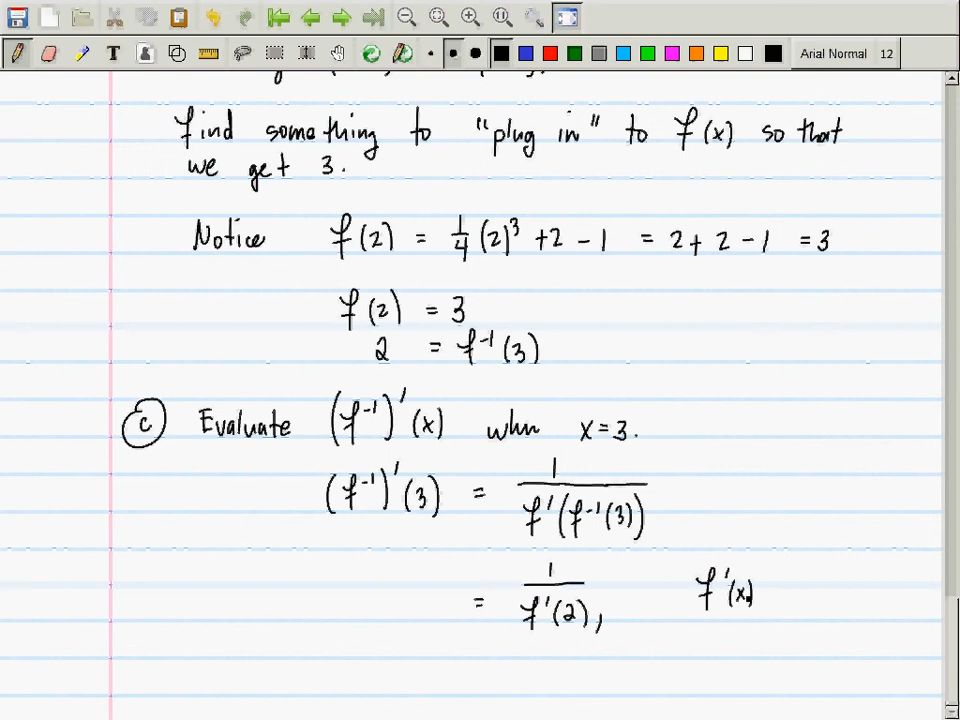 Arial Normal 12
find something to "plug in" to f(x) so that
we get 3.
Notice f(2) = 1/4 (2)³ + 2 - 1 = 2 + 2 - 1 = 3
f(2) = 3
2 = f⁻¹(3)
(c) Evaluate (f⁻¹)'(x) when x = 3.
(f⁻¹)'(3) = 1 / f'(f⁻¹(3))
= 1 / f'(2), f'(x)